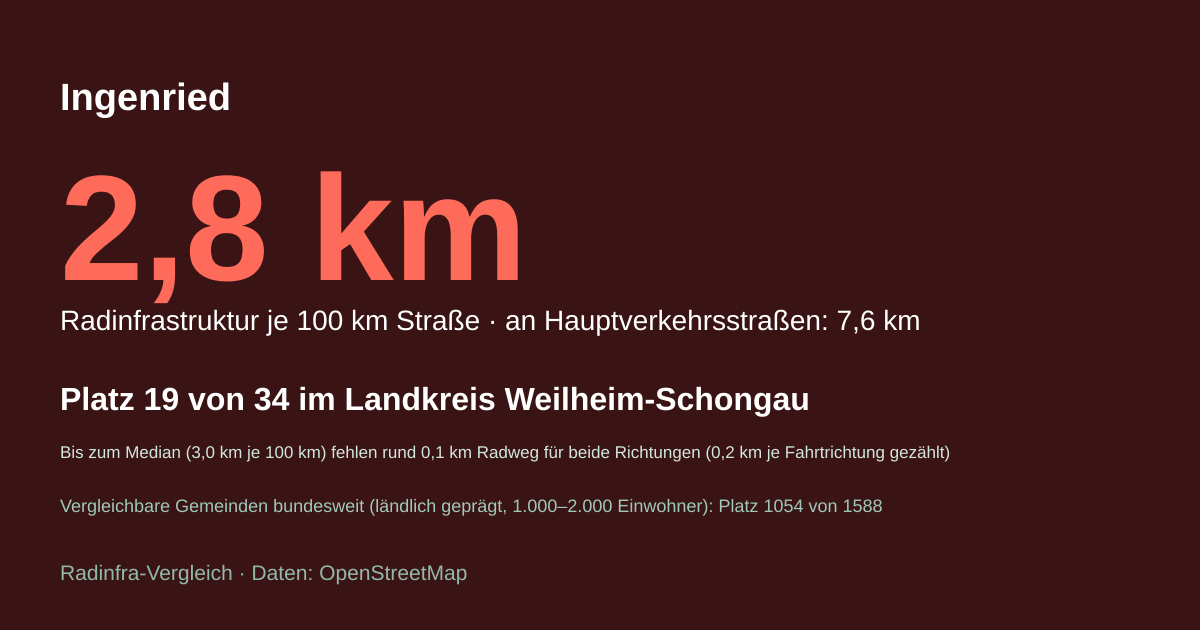 Ingenried
2,8 km
Radinfrastruktur je 100 km Straße · an Hauptverkehrsstraßen: 7,6 km
Platz 19 von 34 im Landkreis Weilheim-Schongau
Bis zum Median (3,0 km je 100 km) fehlen rund 0,1 km Radweg für beide Richtungen (0,2 km je Fahrtrichtung gezählt)
Vergleichbare Gemeinden bundesweit (ländlich geprägt, 1.000–2.000 Einwohner): Platz 1054 von 1588
Radinfra-Vergleich · Daten: OpenStreetMap